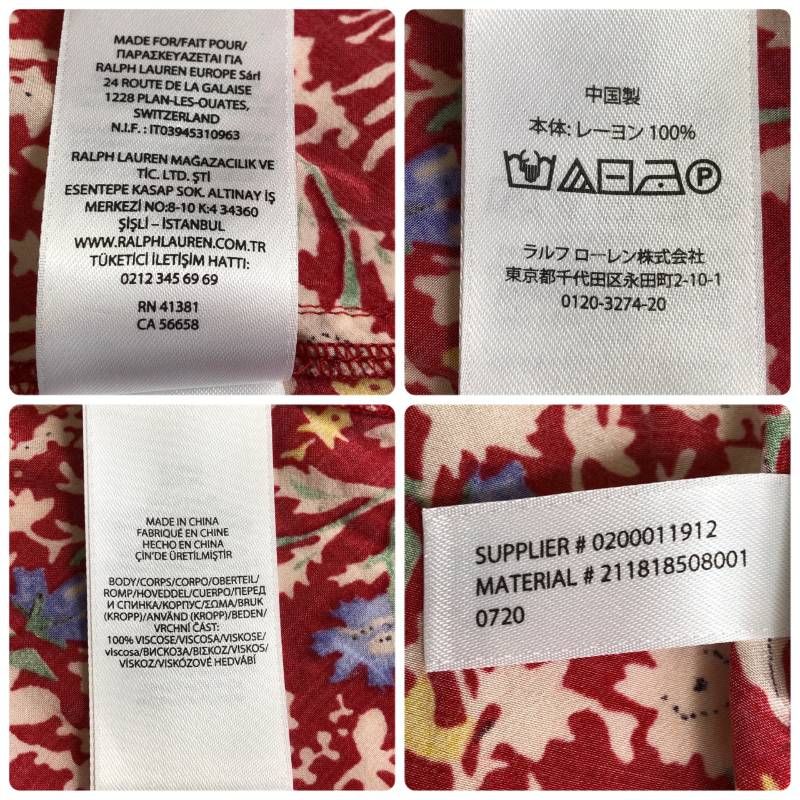 MADE FOR/FAIT POUR/
ΠΑΡΑΣΚΕΥΑΖΕΤΑΙ ΓΙΑ
RALPH LAUREN EUROPE Sárl
24 ROUTE DE LA GALAISE
1228 PLAN-LES-OUATES,
SWITZERLAND
N.I.F. : IT03945310963
RALPH LAUREN MAĞAZACILIK VE
TİC. LTD. ŞTİ
ESENTEPE KASAP SOK. ALTINAY İŞ
MERKEZİ NO:8-10 K:4 34360
ŞİŞLİ – İSTANBUL
WWW.RALPHLAUREN.COM.TR
TÜKETİCİ İLETİŞİM HATTI:
0212 345 69 69
RN 41381
CA 56658
中国製
本体: レーヨン 100%
P
ラルフ ローレン株式会社
東京都千代田区永田町2-10-1
0120-3274-20
MADE IN CHINA
FABRIQUÉ EN CHINE
HECHO EN CHINA
ÇİN'DE ÜRETİLMİŞTİR
BODY/CORPS/CORPO/OBERTEIL/
ROMP/HOVEDDEL/CUERPO/ПЕРЕД
И СПИНКА/КОРПУС/ΣΩΜΑ/BRUK
(KROPP)/ANVÄND (KROPP)/BEDEN/
VRCHNÍ ČÁST:
100% VISCOSE/VISCOSA/VISKOSE/
viscosa/ВИСКОЗА/ΒΙΣΚΟΖ/VISKOS/
VİSKOZ/VISKÓZOVÉ HEDVÁBÍ
SUPPLIER # 0200011912
MATERIAL # 211818508001
0720